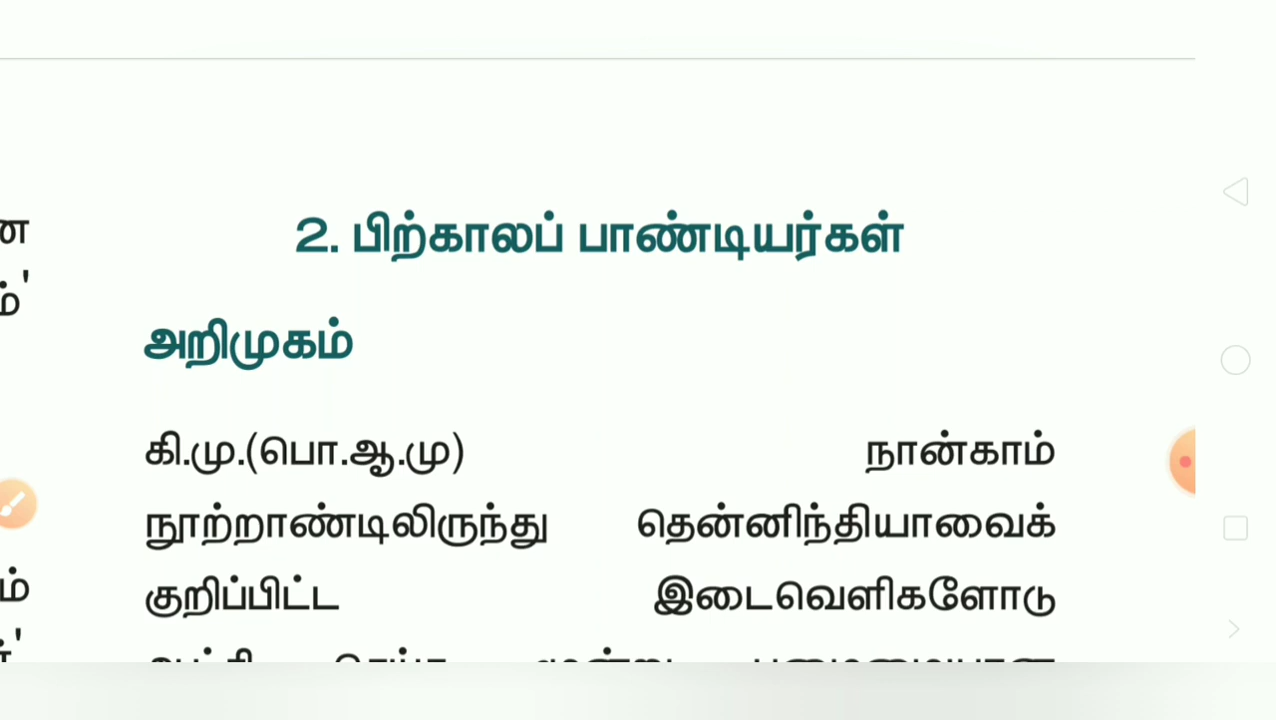 2. பிற்காலப் பாண்டியர்கள்
அறிமுகம்
கி.மு.(பொ.ஆ.மு) நான்காம்
நூற்றாண்டிலிருந்து தென்னிந்தியாவைக்
குறிப்பிட்ட இடைவெளிகளோடு